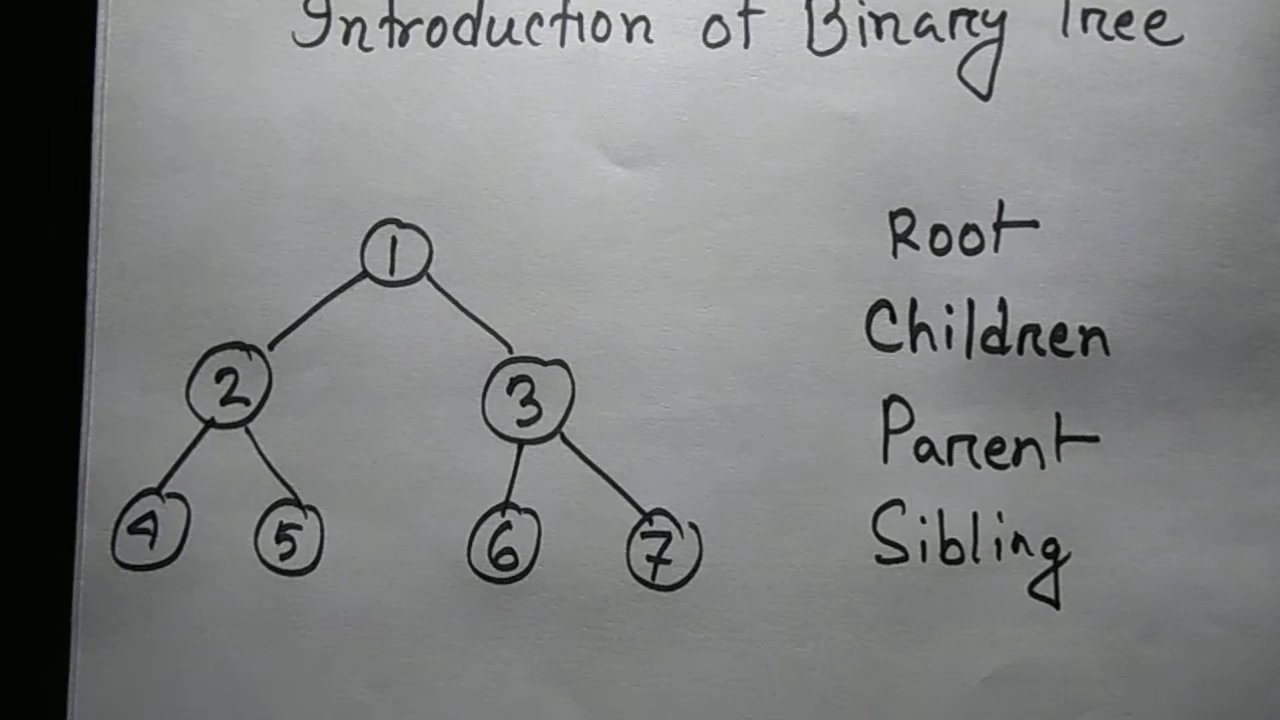 Introduction of Binary Tree
1
2
3
4
5
6
7
Root
Children
Parent
Sibling